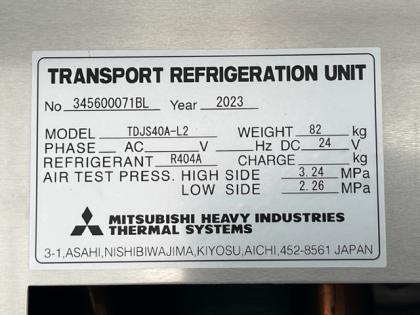 TRANSPORT REFRIGERATION UNIT
No 345600071BL Year 2023
MODEL TDJS40A-L2 WEIGHT 82 kg
PHASE AC V Hz DC 24 V
REFRIGERANT R404A CHARGE kg
AIR TEST PRESS. HIGH SIDE 3.24 MPa
LOW SIDE 2.26 MPa
MITSUBISHI HEAVY INDUSTRIES
THERMAL SYSTEMS
3-1,ASAHI,NISHIBIWAJIMA,KIYOSU,AICHI,452-8561 JAPAN